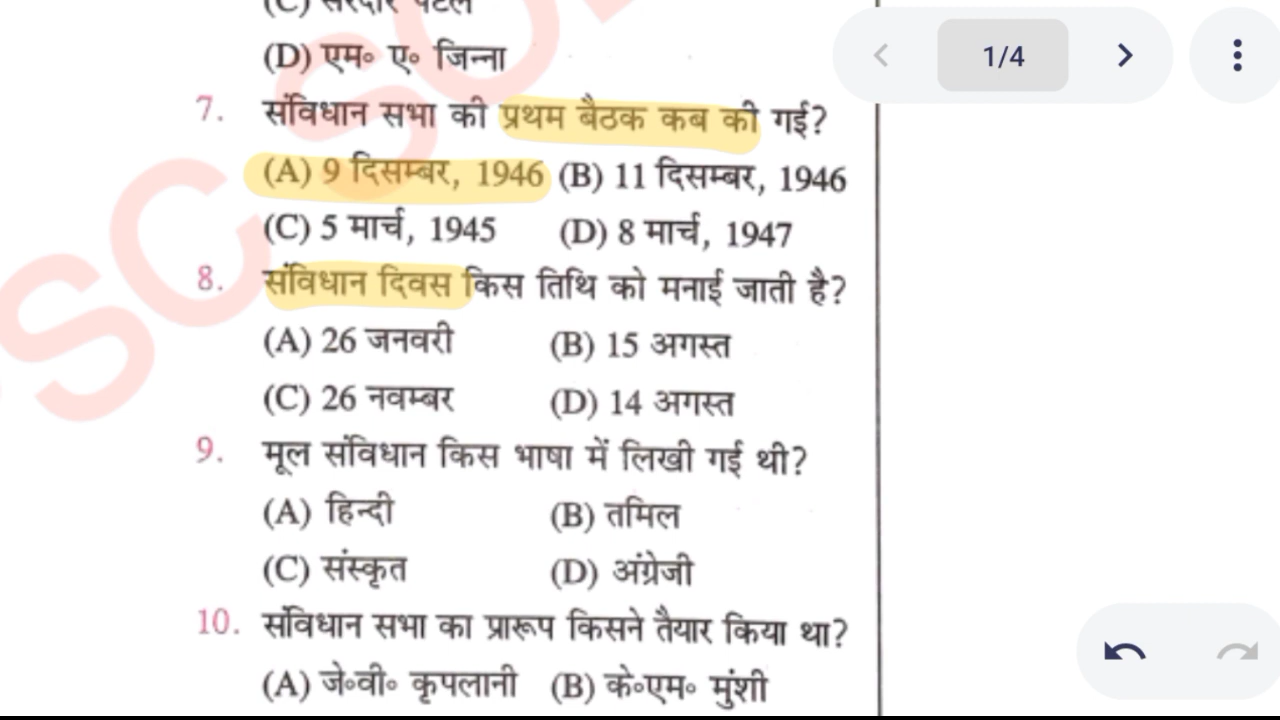 (C) सरदार पटेल
(D) एम॰ ए॰ जिन्ना
1/4
7. संविधान सभा की प्रथम बैठक कब की गई?
(A) 9 दिसम्बर, 1946 (B) 11 दिसम्बर, 1946
(C) 5 मार्च, 1945 (D) 8 मार्च, 1947
8. संविधान दिवस किस तिथि को मनाई जाती है?
(A) 26 जनवरी (B) 15 अगस्त
(C) 26 नवम्बर (D) 14 अगस्त
9. मूल संविधान किस भाषा में लिखी गई थी?
(A) हिन्दी (B) तमिल
(C) संस्कृत (D) अंग्रेजी
10. संविधान सभा का प्रारूप किसने तैयार किया था?
(A) जे॰वी॰ कृपलानी (B) के॰एम॰ मुंशी